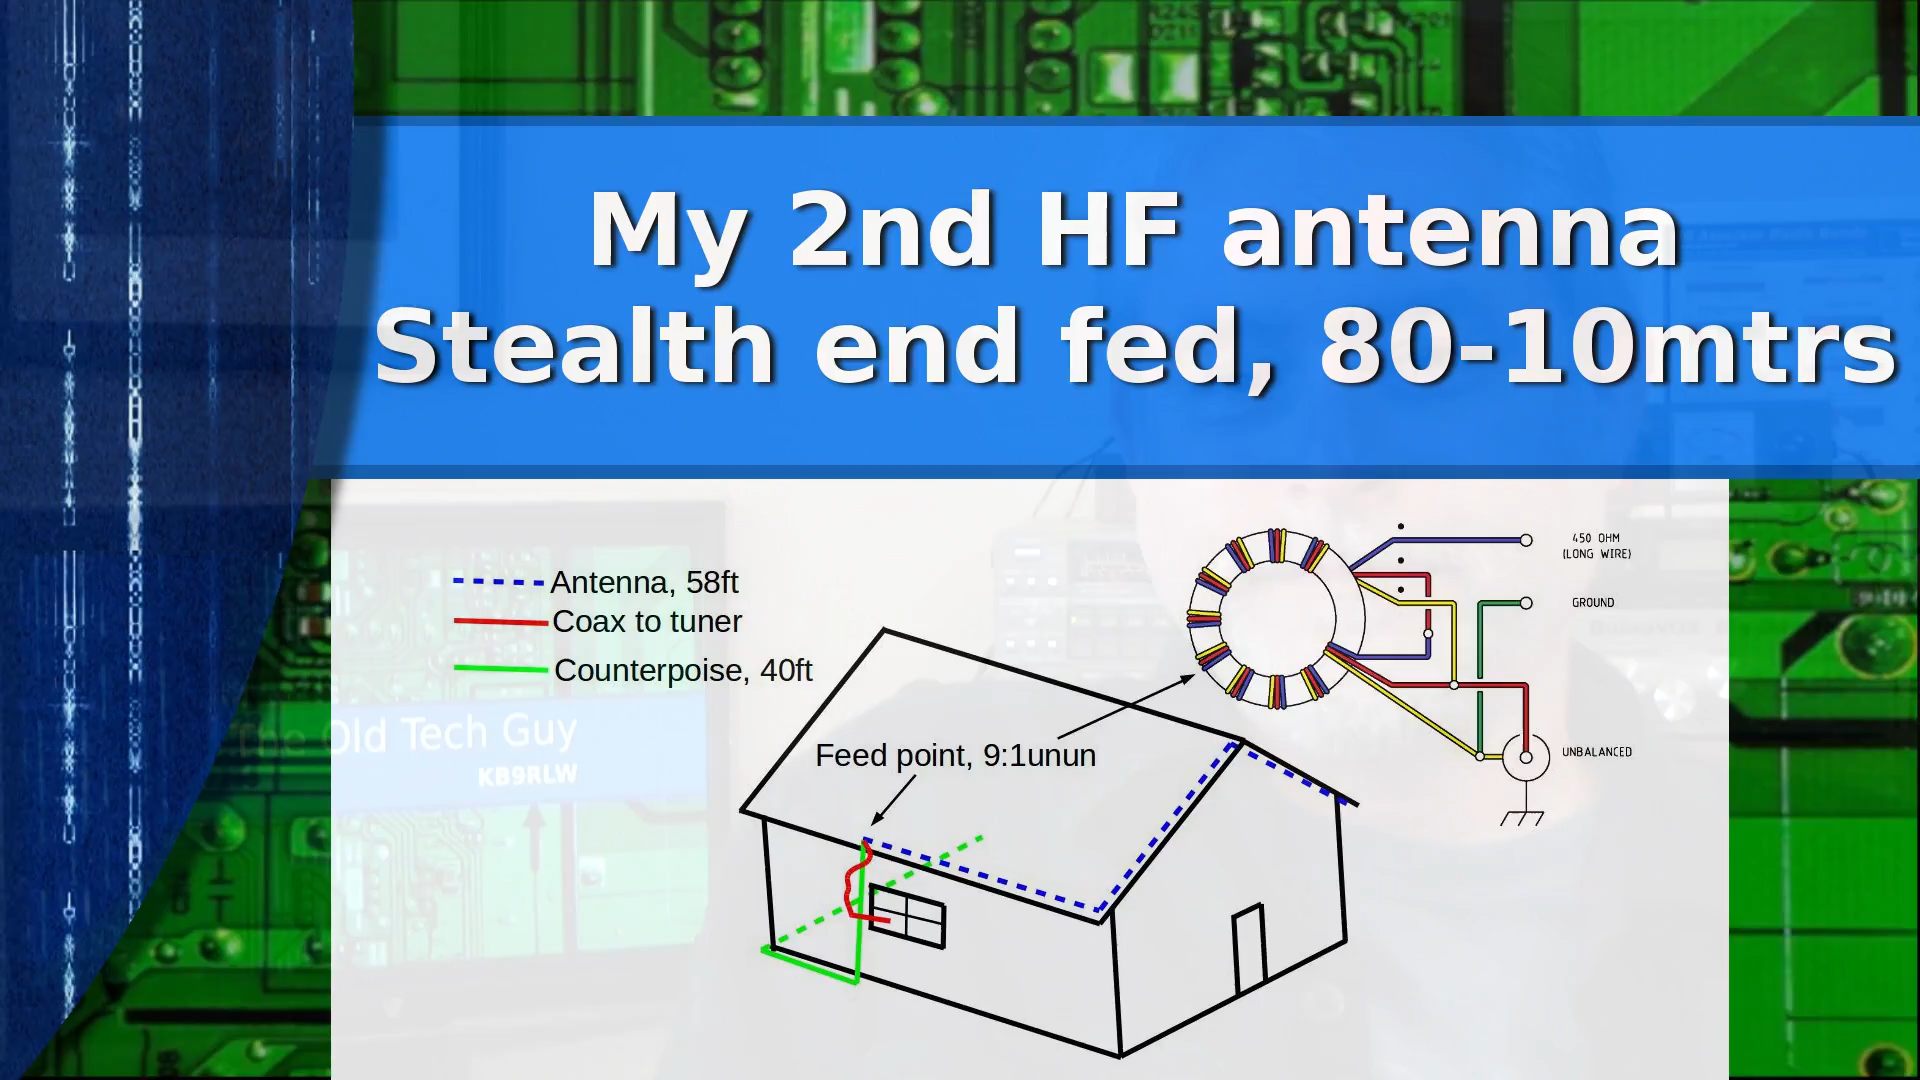 My 2nd HF antenna
Stealth end fed, 80-10mtrs
450 OHM
(LONG WIRE)
Antenna, 58ft
GROUND
Coax to tuner
Counterpoise, 40ft
The Old Tech Guy
KB9RLW
Feed point, 9:1unun
UNBALANCED